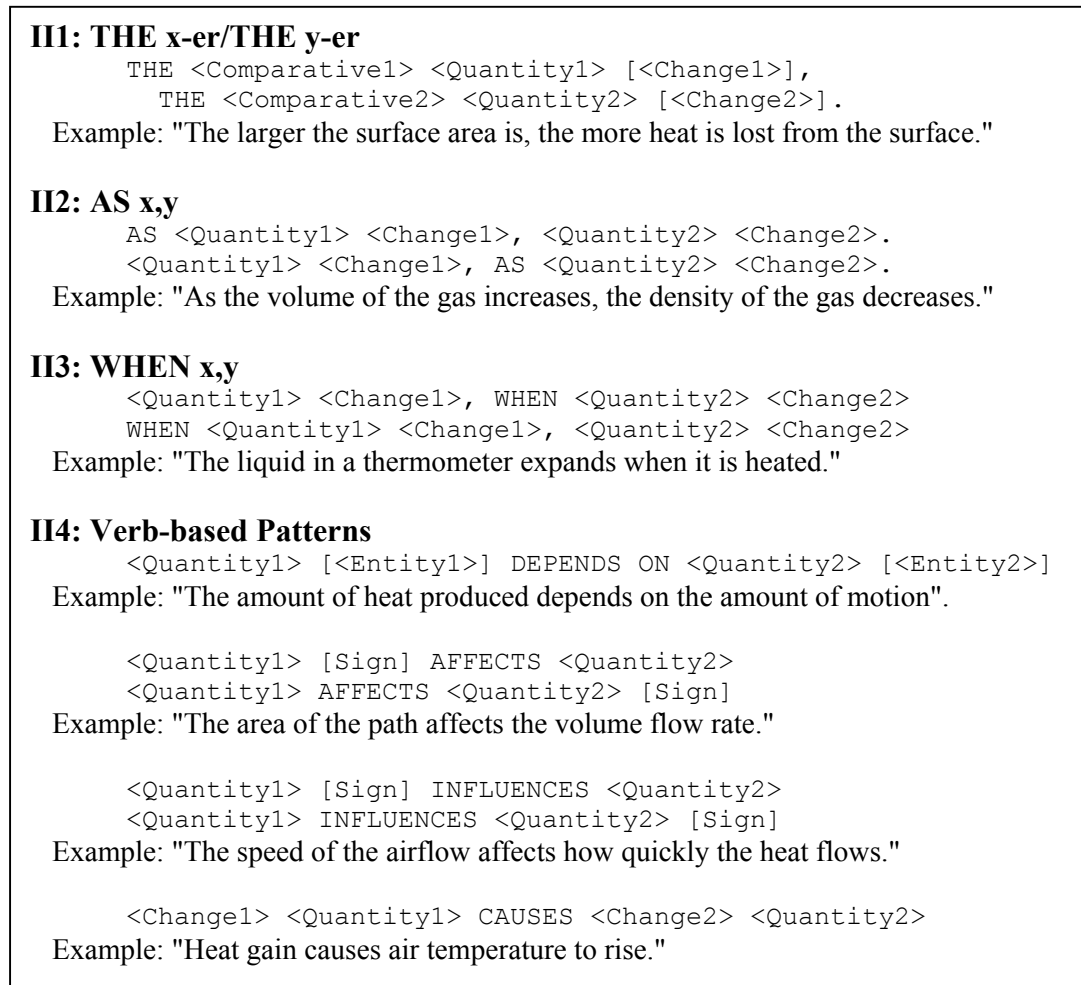 II1: THE x-er/THE y-er
THE <Comparative1> <Quantity1> [<Change1>],
THE <Comparative2> <Quantity2> [<Change2>].
Example: "The larger the surface area is, the more heat is lost from the surface."
II2: AS x,y
AS <Quantity1> <Change1>, <Quantity2> <Change2>.
<Quantity1> <Change1>, AS <Quantity2> <Change2>.
Example: "As the volume of the gas increases, the density of the gas decreases."
II3: WHEN x,y
<Quantity1> <Change1>, WHEN <Quantity2> <Change2>
WHEN <Quantity1> <Change1>, <Quantity2> <Change2>
Example: "The liquid in a thermometer expands when it is heated."
II4: Verb-based Patterns
<Quantity1> [<Entity1>] DEPENDS ON <Quantity2> [<Entity2>]
Example: "The amount of heat produced depends on the amount of motion".
<Quantity1> [Sign] AFFECTS <Quantity2>
<Quantity1> AFFECTS <Quantity2> [Sign]
Example: "The area of the path affects the volume flow rate."
<Quantity1> [Sign] INFLUENCES <Quantity2>
<Quantity1> INFLUENCES <Quantity2> [Sign]
Example: "The speed of the airflow affects how quickly the heat flows."
<Change1> <Quantity1> CAUSES <Change2> <Quantity2>
Example: "Heat gain causes air temperature to rise."